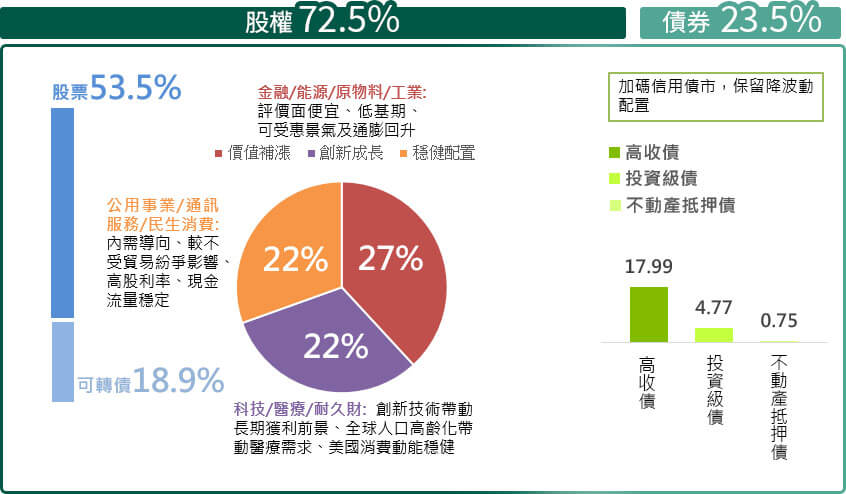 股權 72.5%
債券 23.5%
股票53.5%
金融/能源/原物料/工業:
評價面便宜、低基期、
可受惠景氣及通膨回升
價值補漲 創新成長 穩健配置
公用事業/通訊
服務/民生消費:
內需導向、較不
受貿易紛爭影響、
高股利率、現金
流量穩定
22%
27%
22%
可轉債18.9%
科技/醫療/耐久財: 創新技術帶動
長期獲利前景、全球人口高齡化帶
動醫療需求、美國消費動能穩健
加碼信用債市，保留降波動
配置
高收債
投資級債
不動產抵押債
17.99
4.77
0.75
高收債
投資級債
不動產抵押債